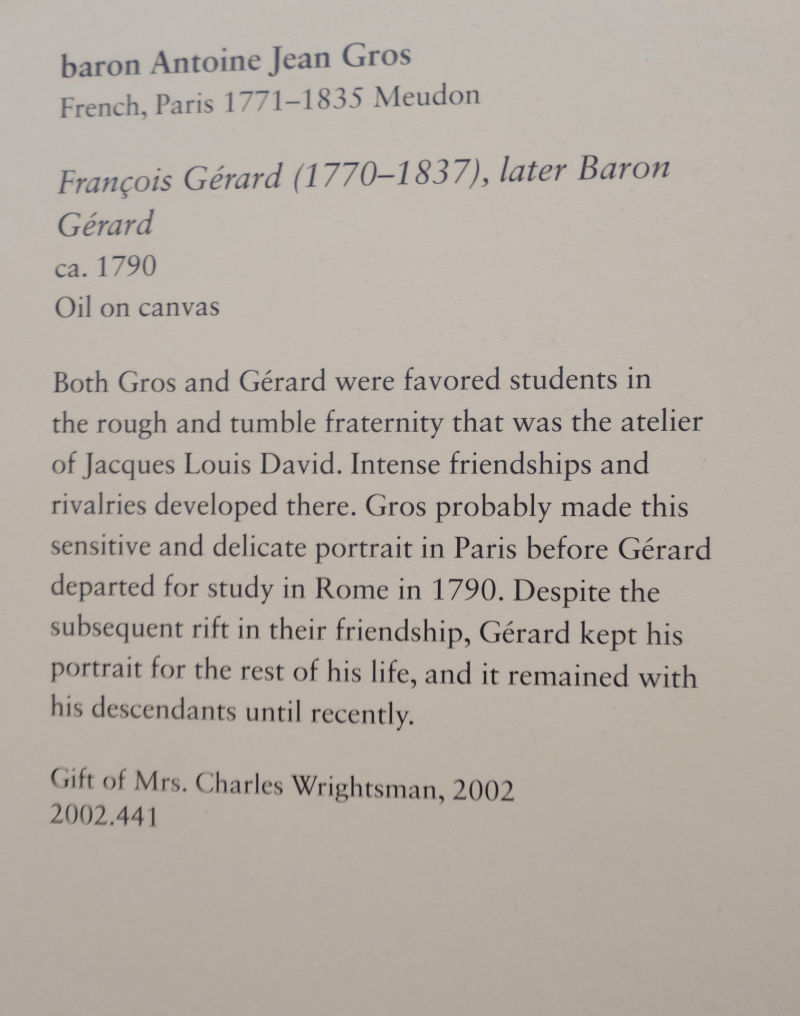 baron Antoine Jean Gros
French, Paris 1771–1835 Meudon
François Gérard (1770–1837), later Baron
Gérard
ca. 1790
Oil on canvas
Both Gros and Gérard were favored students in
the rough and tumble fraternity that was the atelier
of Jacques Louis David. Intense friendships and
rivalries developed there. Gros probably made this
sensitive and delicate portrait in Paris before Gérard
departed for study in Rome in 1790. Despite the
subsequent rift in their friendship, Gérard kept his
portrait for the rest of his life, and it remained with
his descendants until recently.
Gift of Mrs. Charles Wrightsman, 2002
2002.441